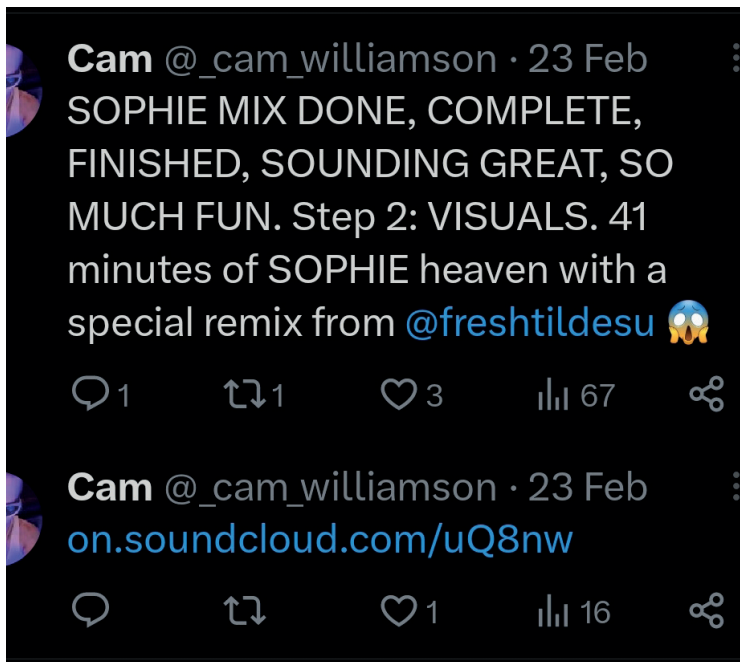 Cam @_cam_williamson · 23 Feb
SOPHIE MIX DONE, COMPLETE,
FINISHED, SOUNDING GREAT, SO
MUCH FUN. Step 2: VISUALS. 41
minutes of SOPHIE heaven with a
special remix from @freshtildesu 😱
1 1 3 67
Cam @_cam_williamson · 23 Feb
on.soundcloud.com/uQ8nw
1 16